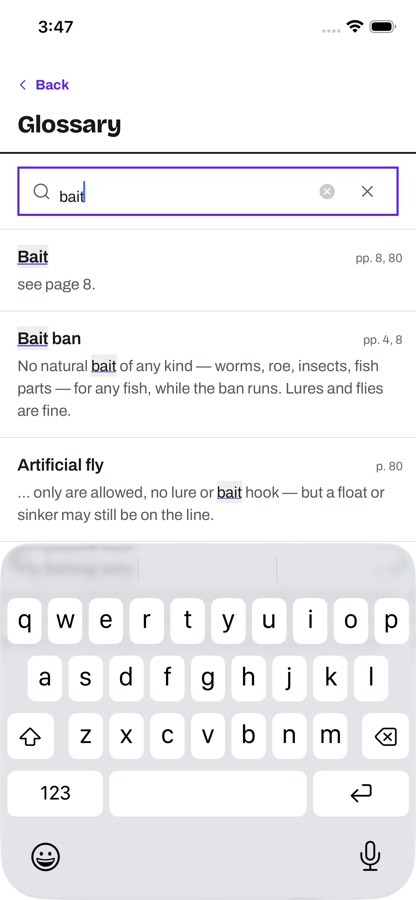 3:47
Back
Glossary
bait
Bait
pp. 8, 80
see page 8.
Bait ban
pp. 4, 8
No natural bait of any kind — worms, roe, insects, fish
parts — for any fish, while the ban runs. Lures and flies
are fine.
Artificial fly
p. 80
... only are allowed, no lure or bait hook — but a float or
sinker may still be on the line.
q w e r t y u i o p
a s d f g h j k l
z x c v b n m
123